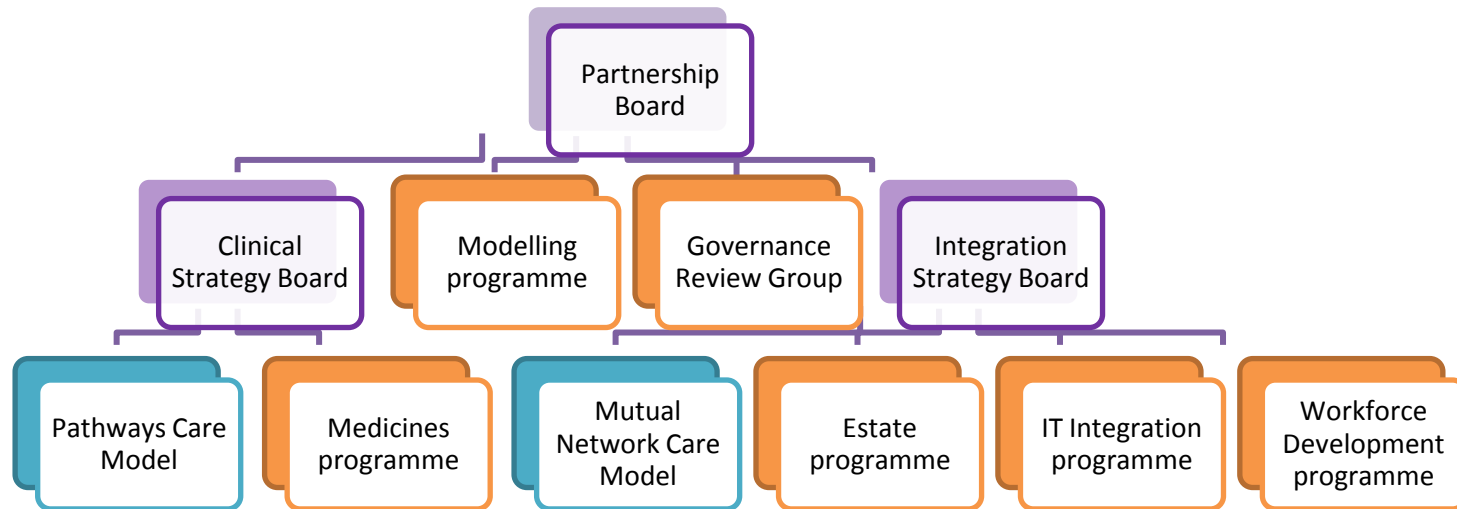 Partnership
Board
Clinical
Strategy Board
Modelling
programme
Governance
Review Group
Integration
Strategy Board
Pathways Care
Model
Medicines
programme
Mutual
Network Care
Model
Estate
programme
IT Integration
programme
Workforce
Development
programme